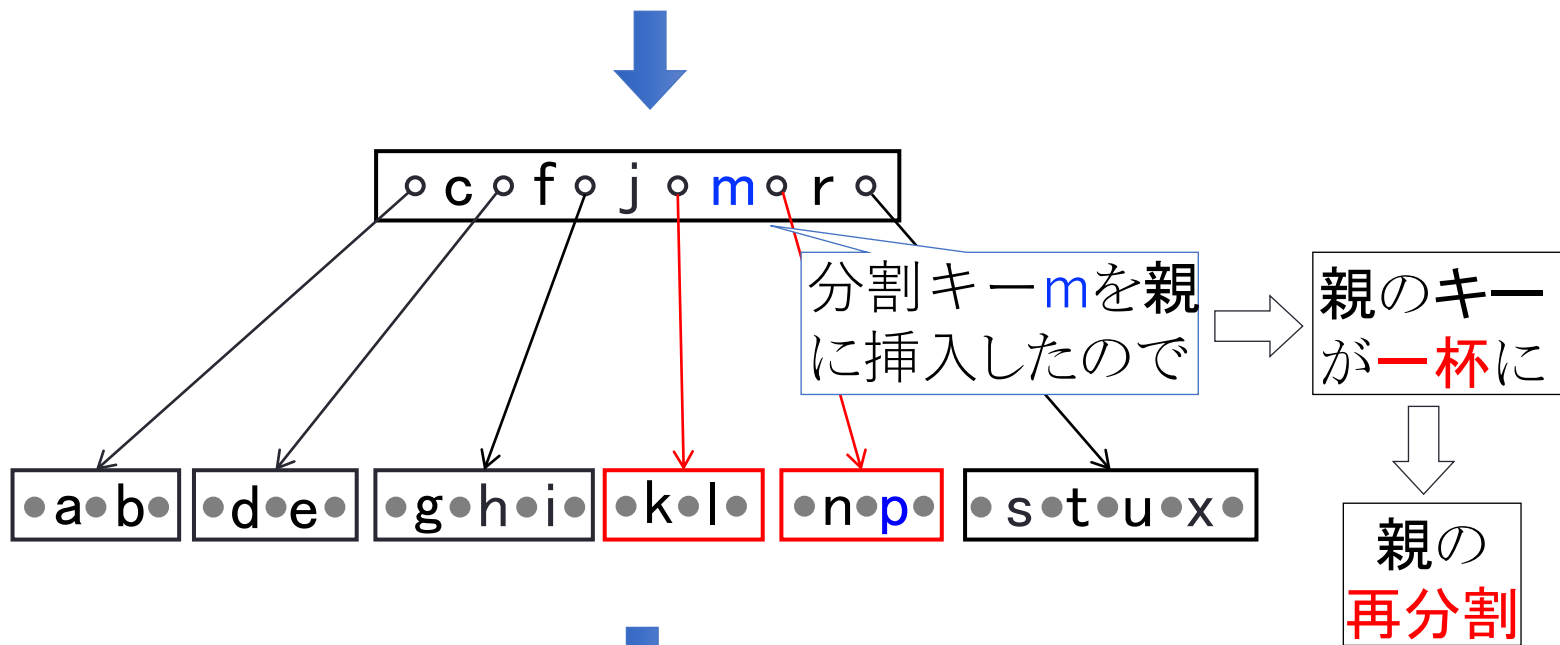 c f j m r
分割キーmを親
に挿入したので
親のキー
が一杯に
a b
d e
g h i
k l
n p
s t u x
親の
再分割